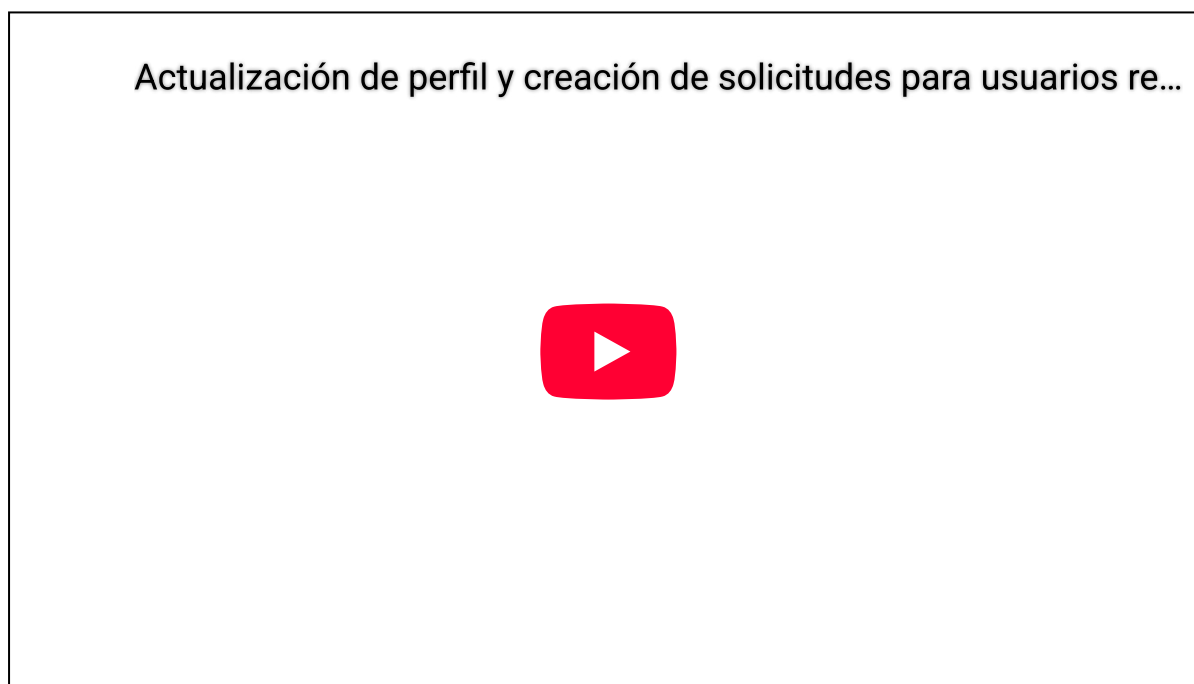 Actualización de perfil y creación de solicitudes para usuarios re...